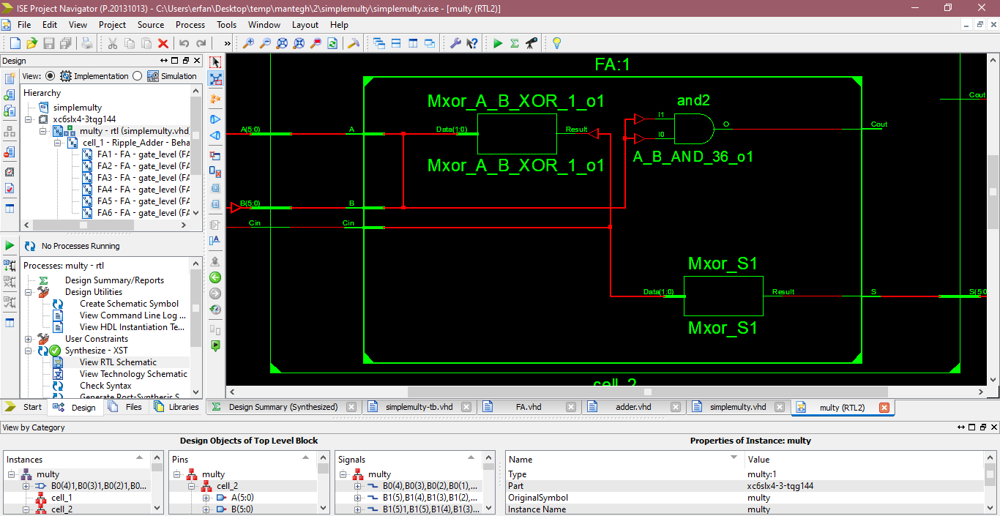 ISE Project Navigator (P.20131013) - C:\Users\erfan\Desktop\temp\mantegh\2\simplemulty\simplemulty.xise - [multy (RTL2)]
File Edit View Project Source Process Tools Window Layout Help
»
Design
View: Implementation Simulation
Hierarchy
simplemulty
xc6slx4-3tqg144
multy - rtl (simplemulty.vhd
cell_1 - Ripple_Adder - Beha
FA1 - FA - gate_level (FA
FA2 - FA - gate_level (FA
FA3 - FA - gate_level (FA
FA4 - FA - gate_level (FA
FA5 - FA - gate_level (FA
FA6 - FA - gate_level (FA
No Processes Running
Processes: multy - rtl
Design Summary/Reports
Design Utilities
Create Schematic Symbol
View Command Line Log ...
View HDL Instantiation Te...
User Constraints
Synthesize - XST
View RTL Schematic
View Technology Schematic
Check Syntax
Generate Post-Synthesis S
Start Design Files Libraries
FA:1
Cout
Mxor_A_B_XOR_1_o1
and2
A(5:0) A Data(1:0) Result I1 I0 O Cout
Mxor_A_B_XOR_1_o1
A_B_AND_36_o1
B(5:0) B
Cin Cin
Mxor_S1
Data(1:0) Result S S(5:0
Mxor_S1
cell_2
Design Summary (Synthesized) simplemulty-tb.vhd FA.vhd adder.vhd simplemulty.vhd multy (RTL2)
View by Category
Design Objects of Top Level Block
Properties of Instance: multy
Instances
multy
B0(4)1,B0(3)1,B0(2)1,B0...
cell_1
cell_2
Pins
multy
cell_2
A(5:0)
B(5:0)
Signals
multy
B0(4),B0(3),B0(2),B0(1),...
B1(5),B1(4),B1(3),B1(2),...
B1(5)1,B1(5),B1(4),B1(3)...
Name Value
Type multy:1
Part xc6slx4-3-tqg144
OriginalSymbol multy
Instance Name multy